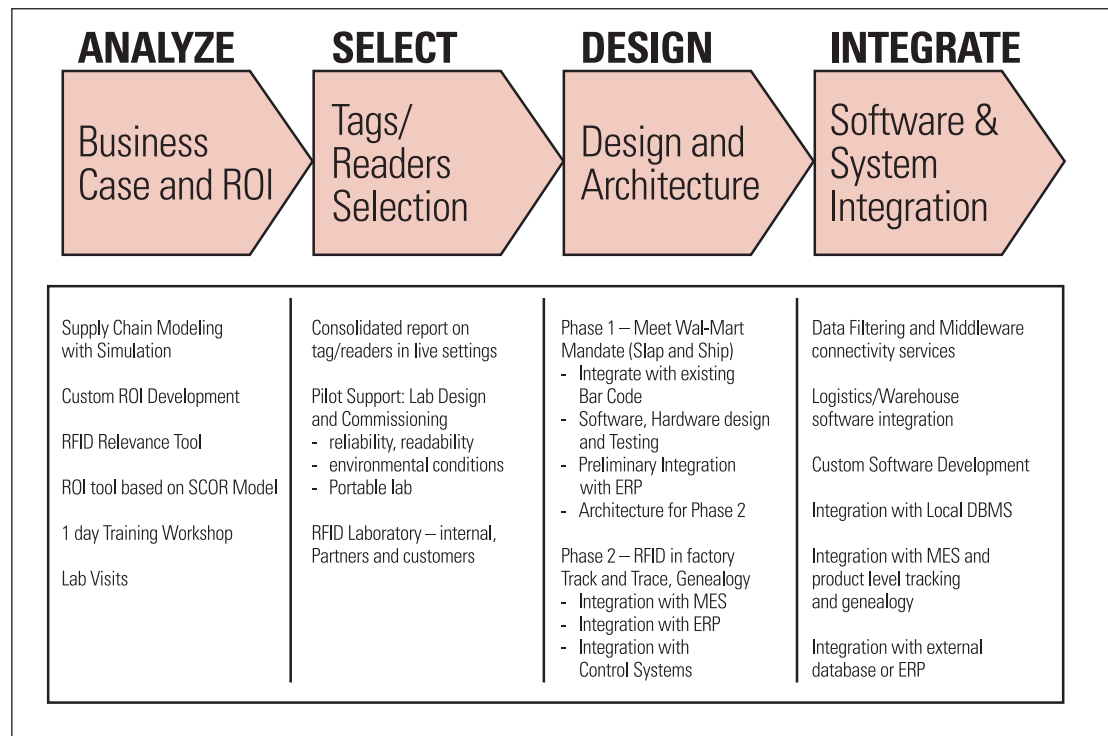 ANALYZE
Business
Case and ROI
SELECT
Tags/
Readers
Selection
DESIGN
Design and
Architecture
INTEGRATE
Software &
System
Integration
Supply Chain Modeling
with Simulation
Custom ROI Development
RFID Relevance Tool
ROI tool based on SCOR Model
1 day Training Workshop
Lab Visits
Consolidated report on
tag/readers in live settings
Pilot Support: Lab Design
and Commissioning
- reliability, readability
- environmental conditions
- Portable lab
RFID Laboratory – internal,
Partners and customers
Phase 1 – Meet Wal-Mart
Mandate (Slap and Ship)
- Integrate with existing
Bar Code
- Software, Hardware design
and Testing
- Preliminary Integration
with ERP
- Architecture for Phase 2
Phase 2 – RFID in factory
Track and Trace, Genealogy
- Integration with MES
- Integration with ERP
- Integration with
Control Systems
Data Filtering and Middleware
connectivity services
Logistics/Warehouse
software integration
Custom Software Development
Integration with Local DBMS
Integration with MES and
product level tracking
and genealogy
Integration with external
database or ERP